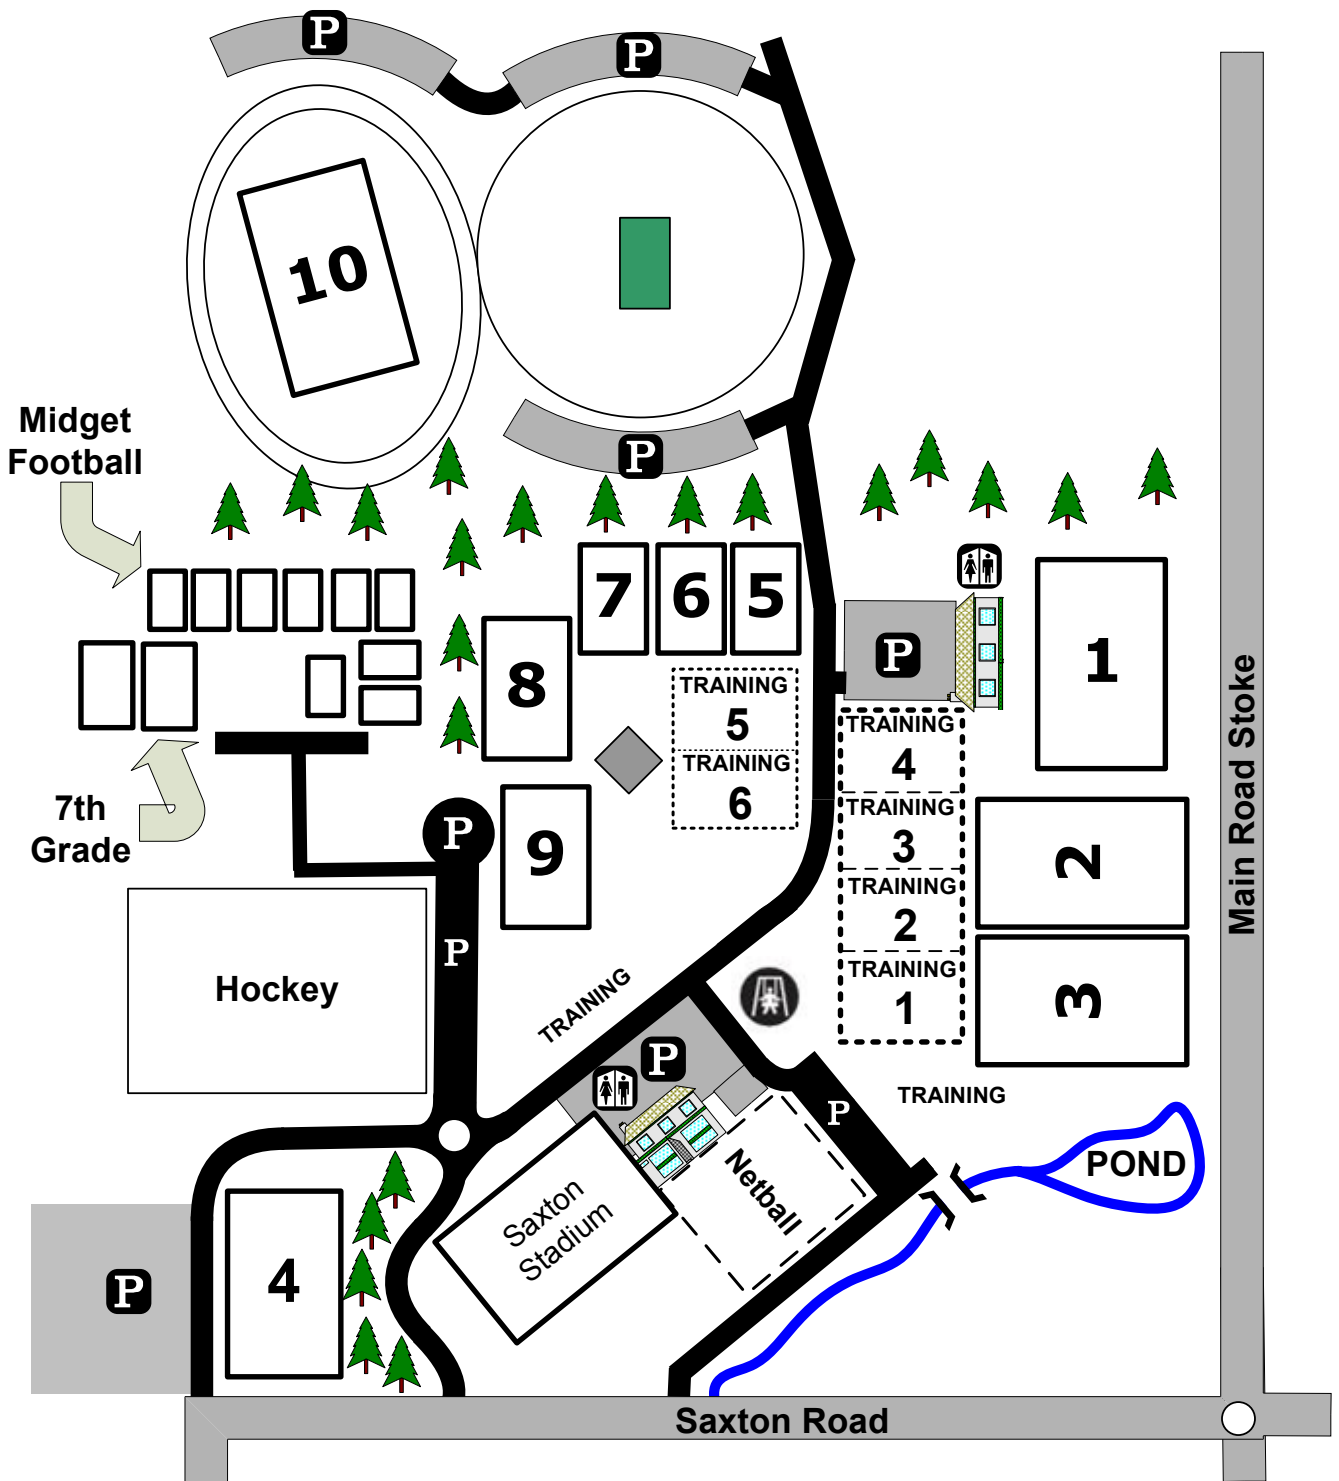 P
P
10
Midget
Football
P
7
6
5
P
1
8
TRAINING
5
TRAINING
6
TRAINING
4
TRAINING
3
TRAINING
2
TRAINING
1
Main Road Stoke
7th
Grade
P
9
2
P
Hockey
3
TRAINING
P
TRAINING
P
POND
Netball
Saxton
Stadium
P
4
Saxton Road